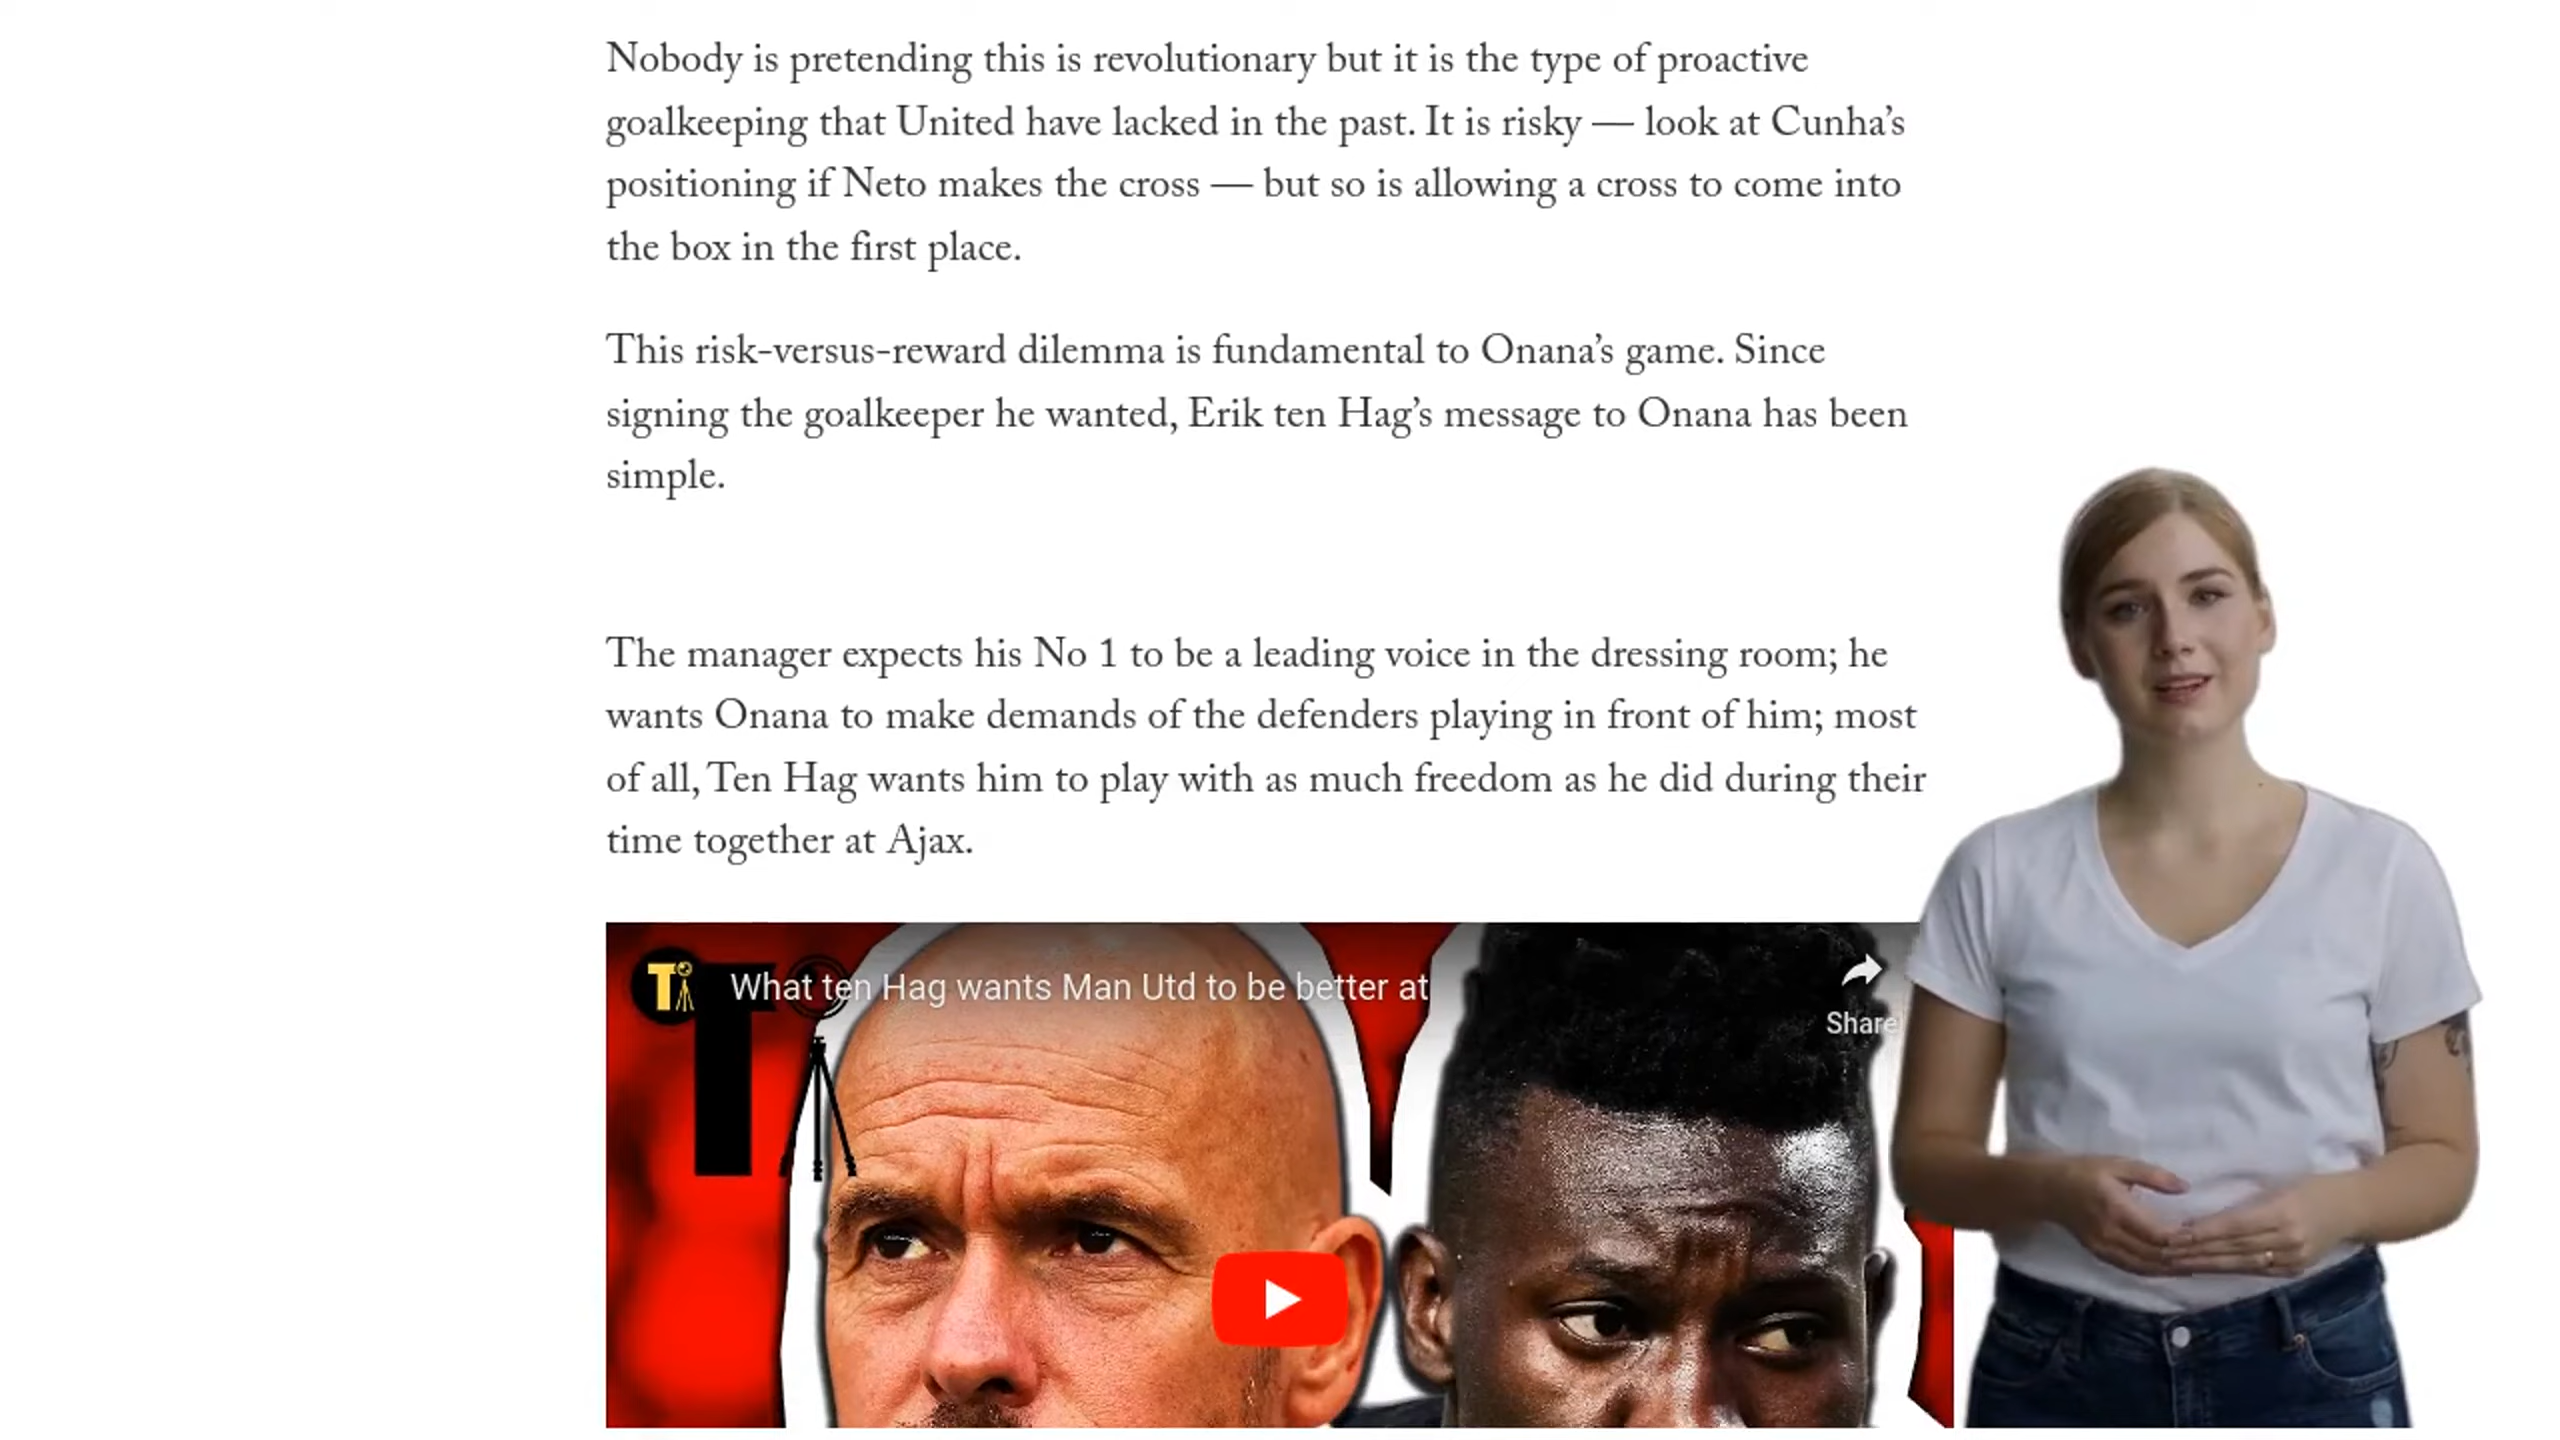 Nobody is pretending this is revolutionary but it is the type of proactive
goalkeeping that United have lacked in the past. It is risky — look at Cunha’s
positioning if Neto makes the cross — but so is allowing a cross to come into
the box in the first place.
This risk-versus-reward dilemma is fundamental to Onana’s game. Since
signing the goalkeeper he wanted, Erik ten Hag’s message to Onana has been
simple.
The manager expects his No 1 to be a leading voice in the dressing room; he
wants Onana to make demands of the defenders playing in front of him; most
of all, Ten Hag wants him to play with as much freedom as he did during their
time together at Ajax.
What ten Hag wants Man Utd to be better at
Share